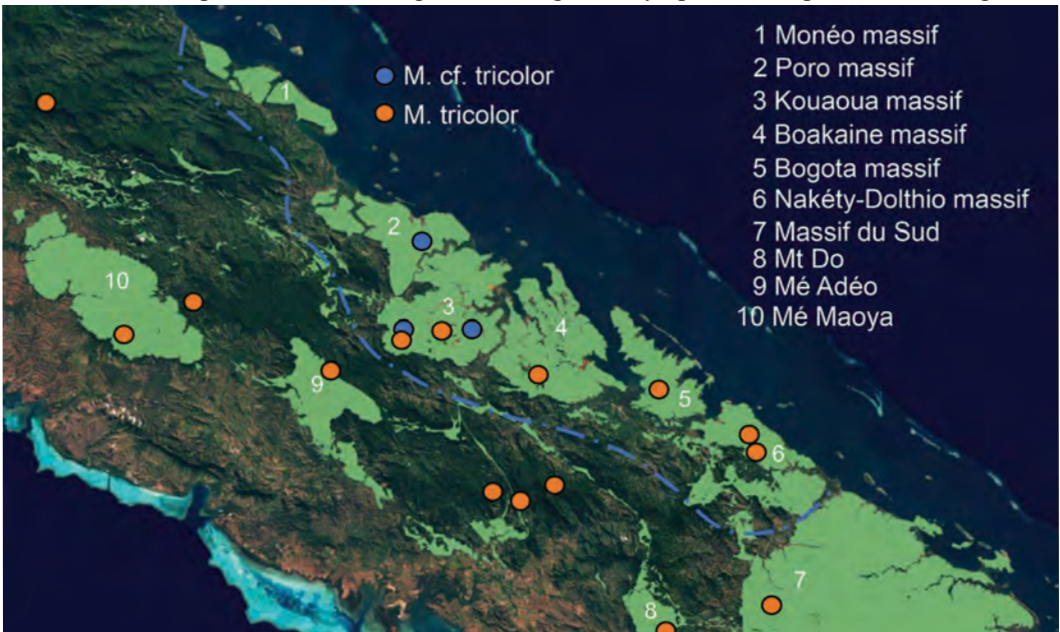 M. cf. tricolor
M. tricolor
1 Monéo massif
2 Poro massif
3 Kouaoua massif
4 Boakaine massif
5 Bogota massif
6 Nakéty-Dolthio massif
7 Massif du Sud
8 Mt Do
9 Mé Adéo
10 Mé Maoya
1
2
3
4
5
6
7
8
9
10